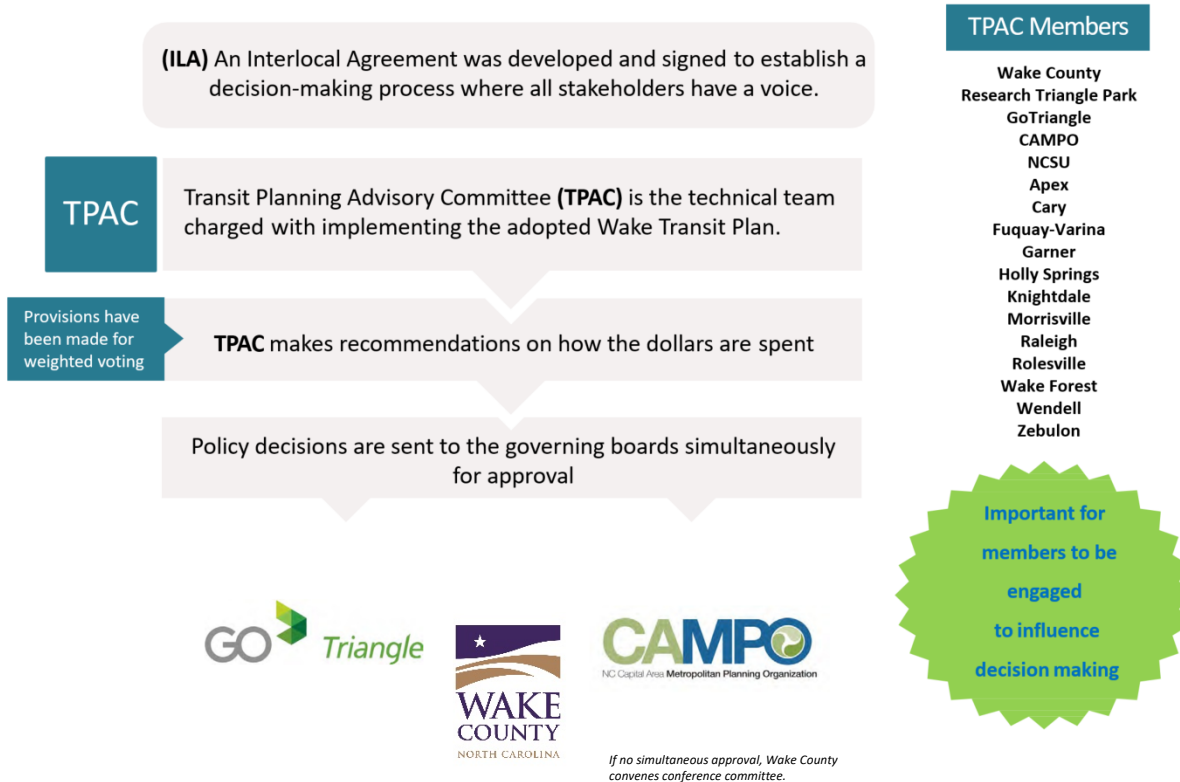 (ILA) An Interlocal Agreement was developed and signed to establish a
decision-making process where all stakeholders have a voice.
TPAC
Transit Planning Advisory Committee (TPAC) is the technical team
charged with implementing the adopted Wake Transit Plan.
Provisions have
been made for
weighted voting
TPAC makes recommendations on how the dollars are spent
Policy decisions are sent to the governing boards simultaneously
for approval
GO Triangle
WAKE
COUNTY
NORTH CAROLINA
CAMPO
NC Capital Area Metropolitan Planning Organization
If no simultaneous approval, Wake County
convenes conference committee.
TPAC Members
Wake County
Research Triangle Park
GoTriangle
CAMPO
NCSU
Apex
Cary
Fuquay-Varina
Garner
Holly Springs
Knightdale
Morrisville
Raleigh
Rolesville
Wake Forest
Wendell
Zebulon
Important for
members to be
engaged
to influence
decision making